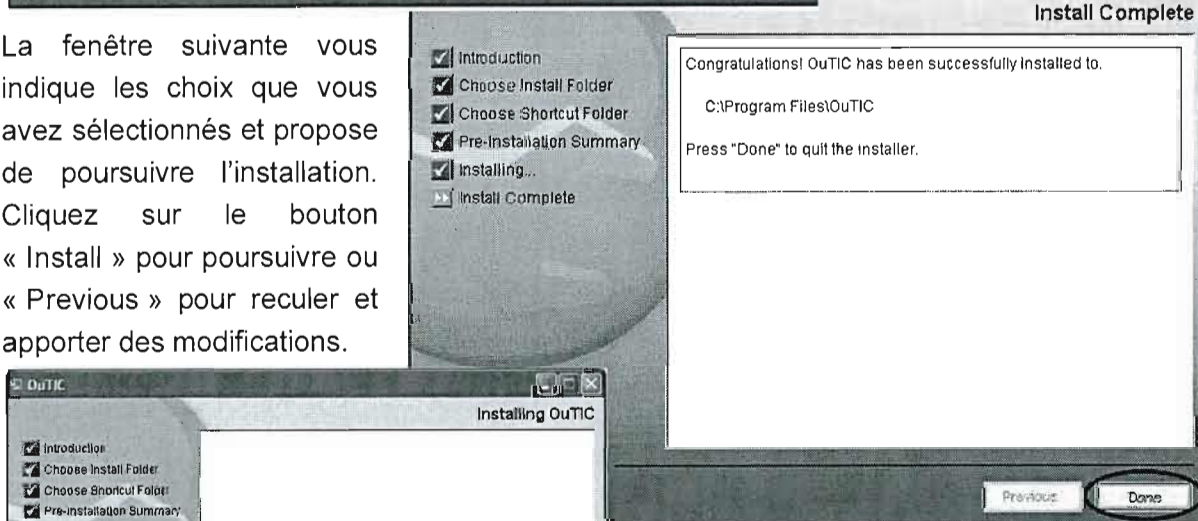 La fenêtre suivante vous
indique les choix que vous
avez sélectionnés et propose
de poursuivre l'installation.
Cliquez sur le bouton
« Install » pour poursuivre ou
« Previous » pour reculer et
apporter des modifications.
Install Complete
Introduction
Choose Install Folder
Choose Shortcut Folder
Pre-Installation Summary
Installing...
Install Complete
Congratulations! OuTIC has been successfully installed to.
C:\Program Files\OuTIC
Press "Done" to quit the installer.
Previous
Done
OuTIC
Installing OuTIC
Introduction
Choose Install Folder
Choose Shortcut Folder
Pre-Installation Summary